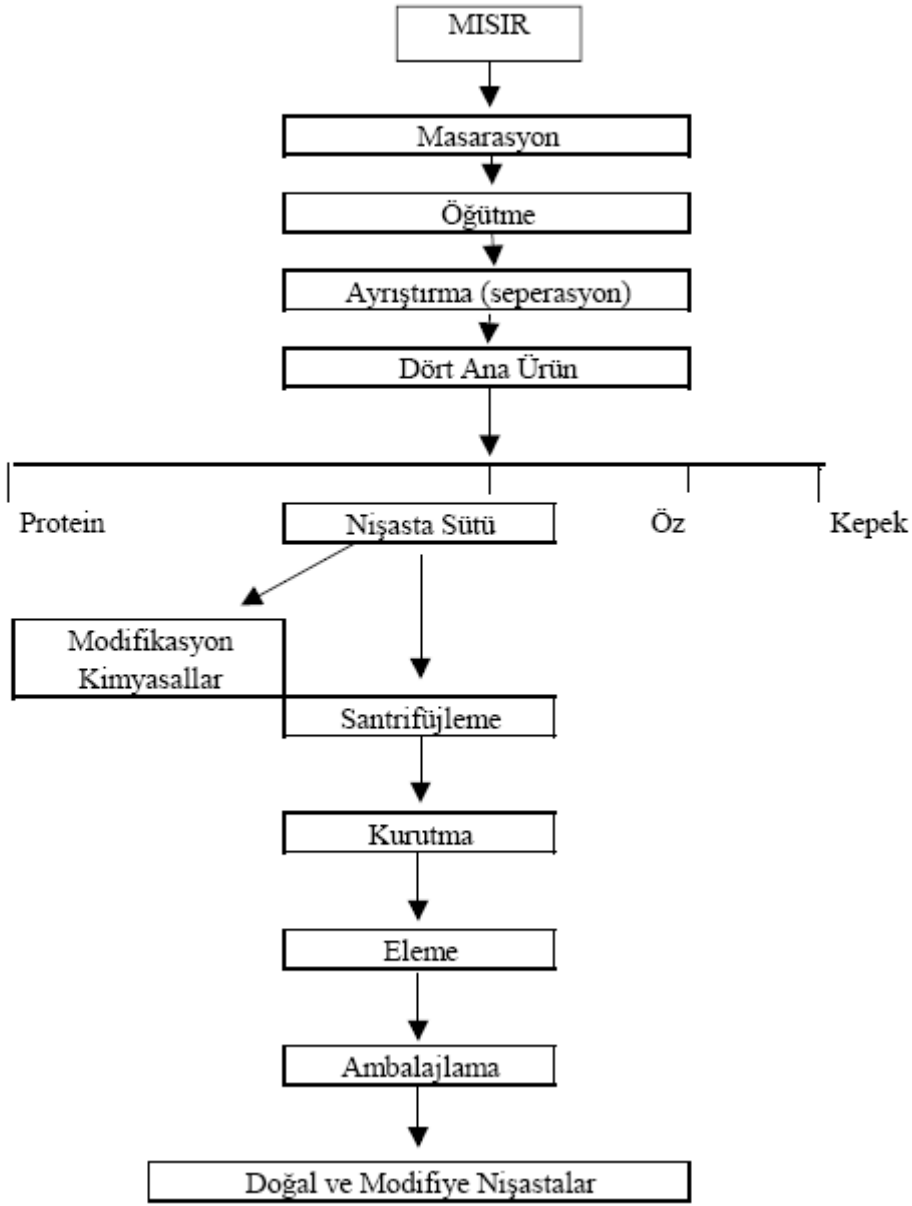 MISIR
Masarasyon
Öğütme
Ayrıştırma (seperasyon)
Dört Ana Ürün
Protein
Nişasta Sütü
Öz
Kepek
Modifikasyon
Kimyasallar
Santrifüjleme
Kurutma
Eleme
Ambalajlama
Doğal ve Modifiye Nişastalar